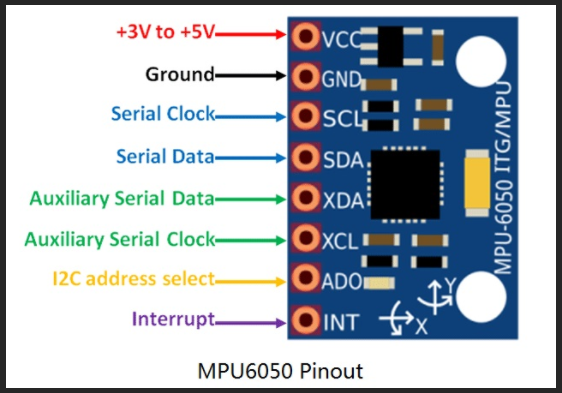 +3V to +5V
VCC
Ground
GND
Serial Clock
SCL
Serial Data
SDA
Auxiliary Serial Data
XDA
Auxiliary Serial Clock
XCL
I2C address select
ADO
Interrupt
INT
X
Y
MPU-6050 ITG/MPU
MPU6050 Pinout